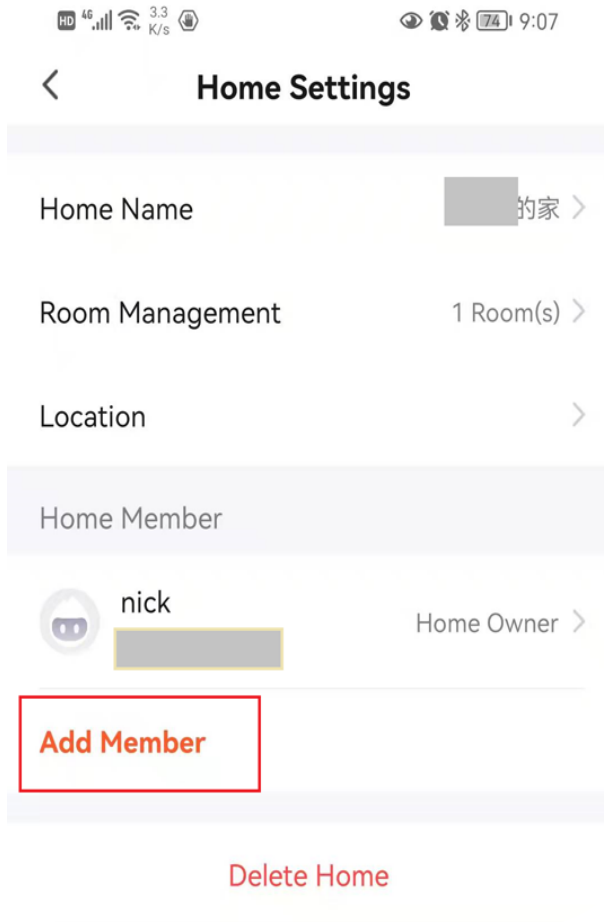 HD 4G 3.3 K/s 74 9:07
Home Settings
Home Name 的家
Room Management 1 Room(s)
Location
Home Member
nick
Home Owner
Add Member
Delete Home